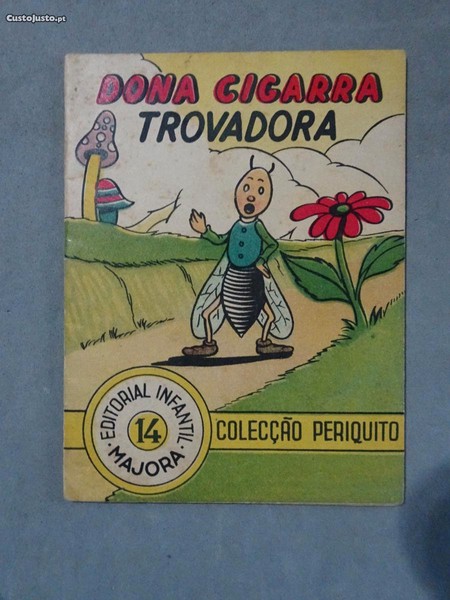 CustoJusto.pt
DONA CIGARRA
TROVADORA
EDITORIAL INFANTIL
14
MAJORA
COLECÇÃO PERIQUITO